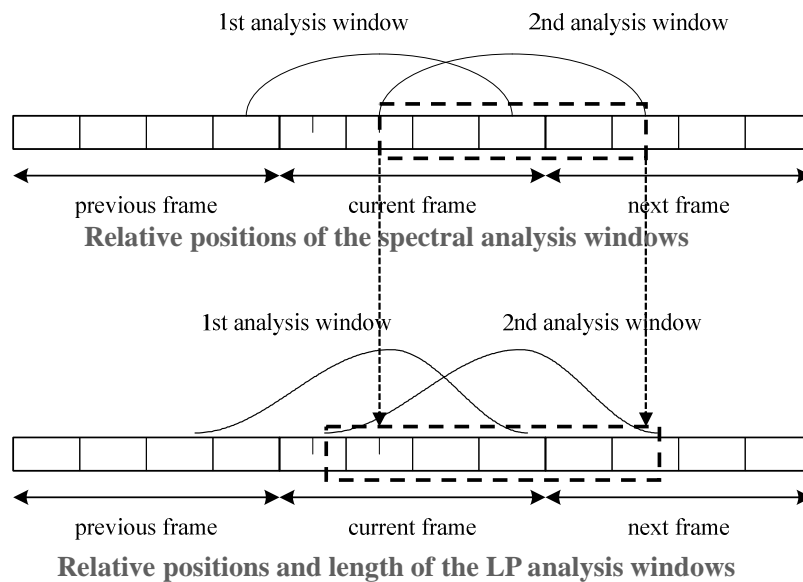 1st analysis window 2nd analysis window
previous frame current frame next frame
Relative positions of the spectral analysis windows
1st analysis window 2nd analysis window
previous frame current frame next frame
Relative positions and length of the LP analysis windows